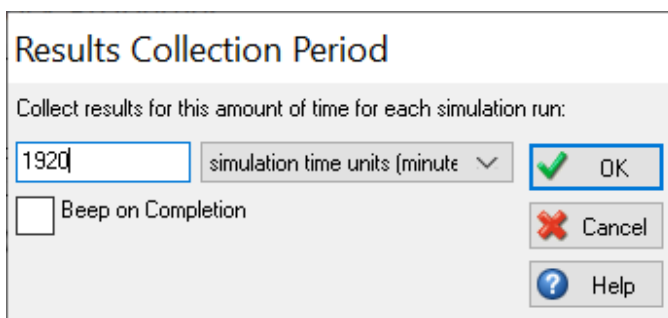 Results Collection Period
Collect results for this amount of time for each simulation run:
1920
simulation time units (minute
OK
Beep on Completion
Cancel
Help